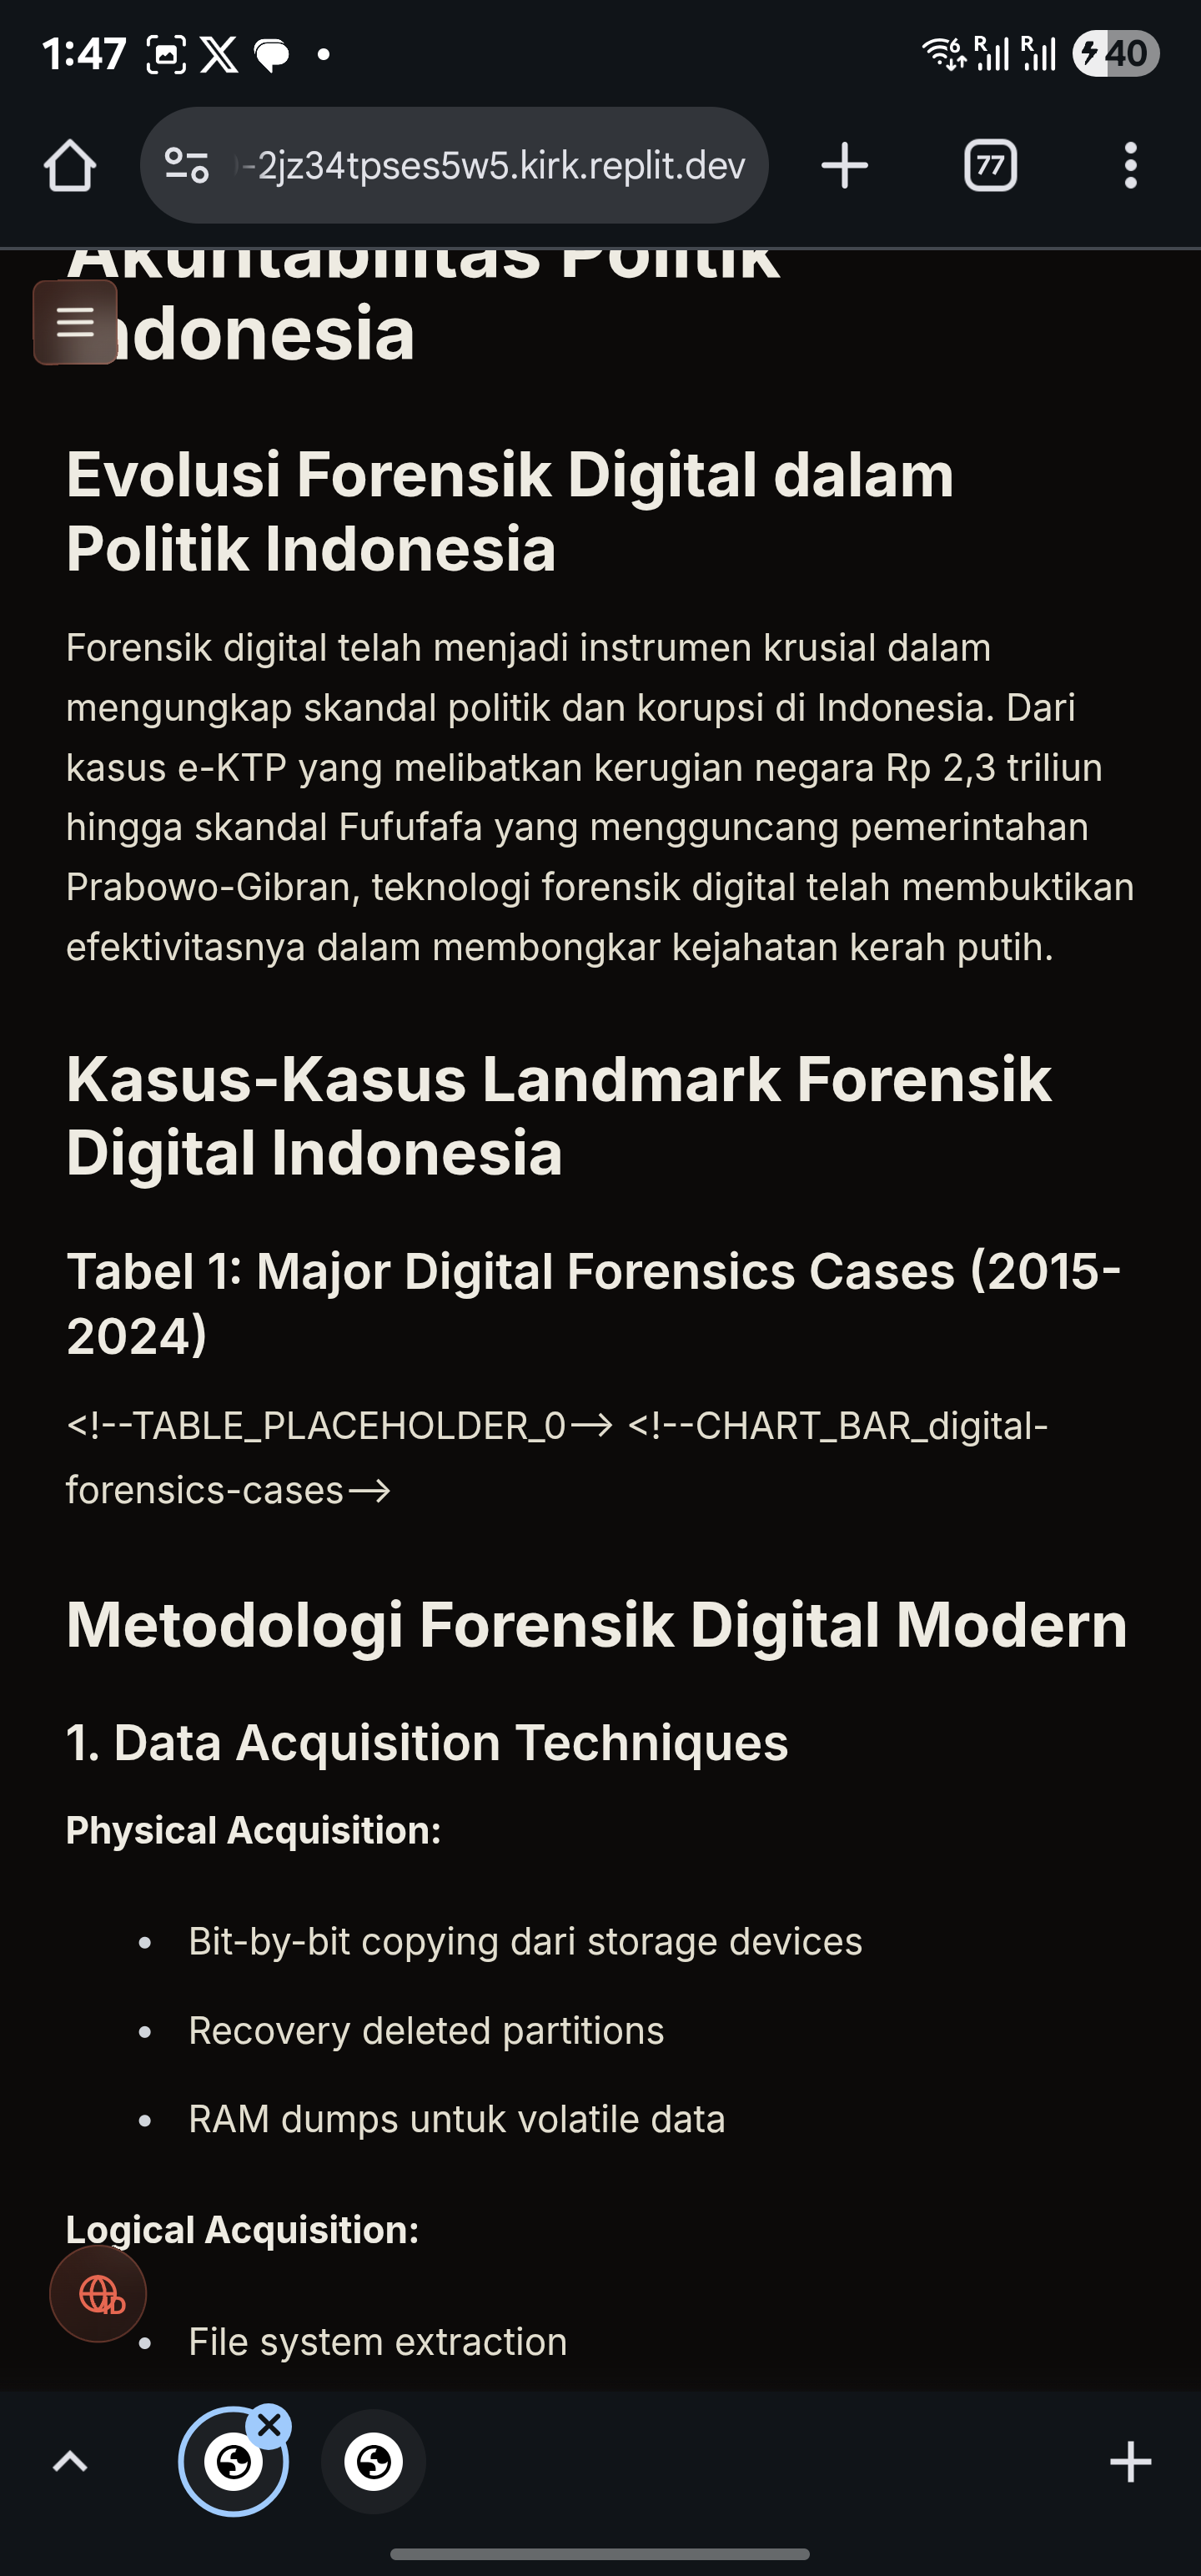 1:47
40
-2jz34tpses5w5.kirk.replit.dev
77
Akuntabilitas Politik
Indonesia
Evolusi Forensik Digital dalam
Politik Indonesia
Forensik digital telah menjadi instrumen krusial dalam
mengungkap skandal politik dan korupsi di Indonesia. Dari
kasus e-KTP yang melibatkan kerugian negara Rp 2,3 triliun
hingga skandal Fufufafa yang mengguncang pemerintahan
Prabowo-Gibran, teknologi forensik digital telah membuktikan
efektivitasnya dalam membongkar kejahatan kerah putih.
Kasus-Kasus Landmark Forensik
Digital Indonesia
Tabel 1: Major Digital Forensics Cases (2015-
2024)
<!--TABLE_PLACEHOLDER_0--> <!--CHART_BAR_digital-
forensics-cases-->
Metodologi Forensik Digital Modern
1. Data Acquisition Techniques
Physical Acquisition:
• Bit-by-bit copying dari storage devices
• Recovery deleted partitions
• RAM dumps untuk volatile data
Logical Acquisition:
ID
• File system extraction